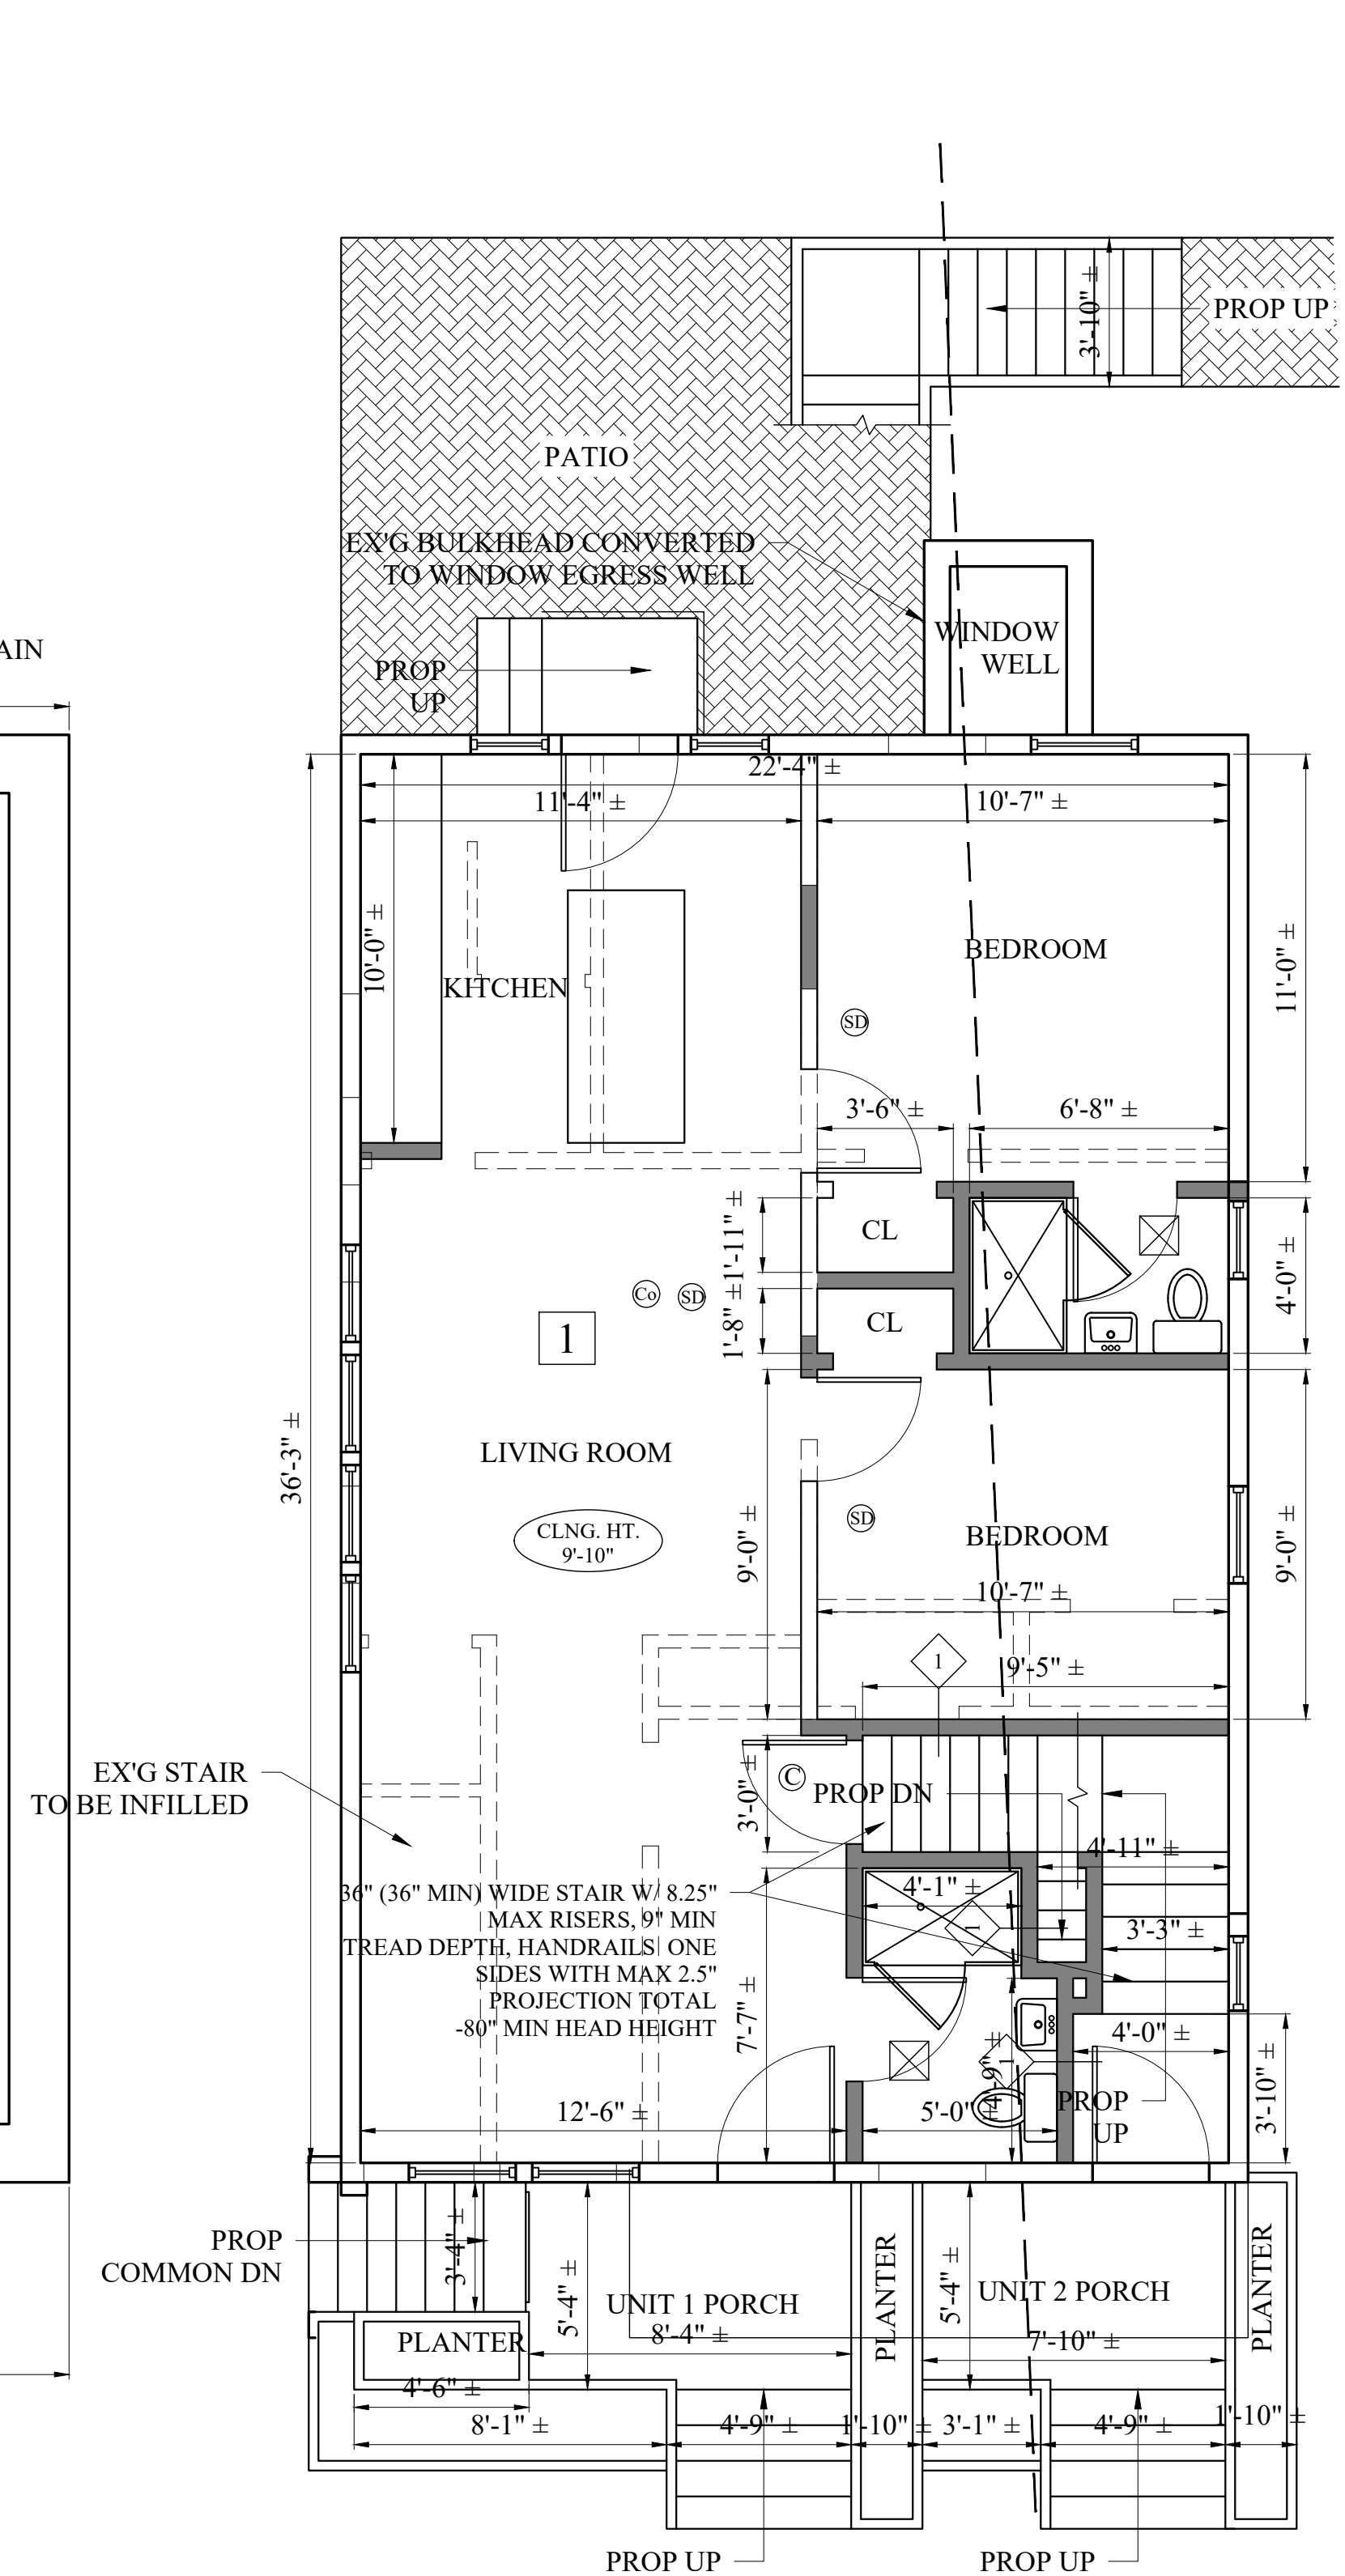 3'-10" ±
PROP UP
PATIO
EX'G BULKHEAD CONVERTED
TO WINDOW EGRESS WELL
WINDOW
WELL
AIN
PROP
UP
22'-4" ±
11'-4" ±
10'-7" ±
10'-0" ±
KITCHEN
BEDROOM
11'-0" ±
SD
3'-6" ±
6'-8" ±
1'-11" ±
CL
4'-0" ±
Co
SD
1'-8" ±
CL
1
36'-3" ±
LIVING ROOM
CLNG. HT.
9'-10"
SD
9'-0" ±
BEDROOM
9'-0" ±
10'-7" ±
1
9'-5" ±
EX'G STAIR
TO BE INFILLED
3'-0" ±
C
PROP DN
4'-11" ±
36" (36" MIN) WIDE STAIR W/ 8.25"
MAX RISERS, 9" MIN
TREAD DEPTH, HANDRAILS ONE
SIDES WITH MAX 2.5"
PROJECTION TOTAL
-80" MIN HEAD HEIGHT
4'-1" ±
1
3'-3" ±
7'-7" ±
4'-0" ±
1
3'-10" ±
12'-6" ±
5'-0" ±
PROP
UP
PROP
COMMON DN
3'-4" ±
5'-4" ±
UNIT 1 PORCH
8'-4" ±
PLANTER
5'-4" ±
UNIT 2 PORCH
7'-10" ±
PLANTER
PLANTER
4'-6" ±
8'-1" ±
4'-9" ±
1'-10" ±
3'-1" ±
4'-9" ±
1'-10" ±
PROP UP
PROP UP